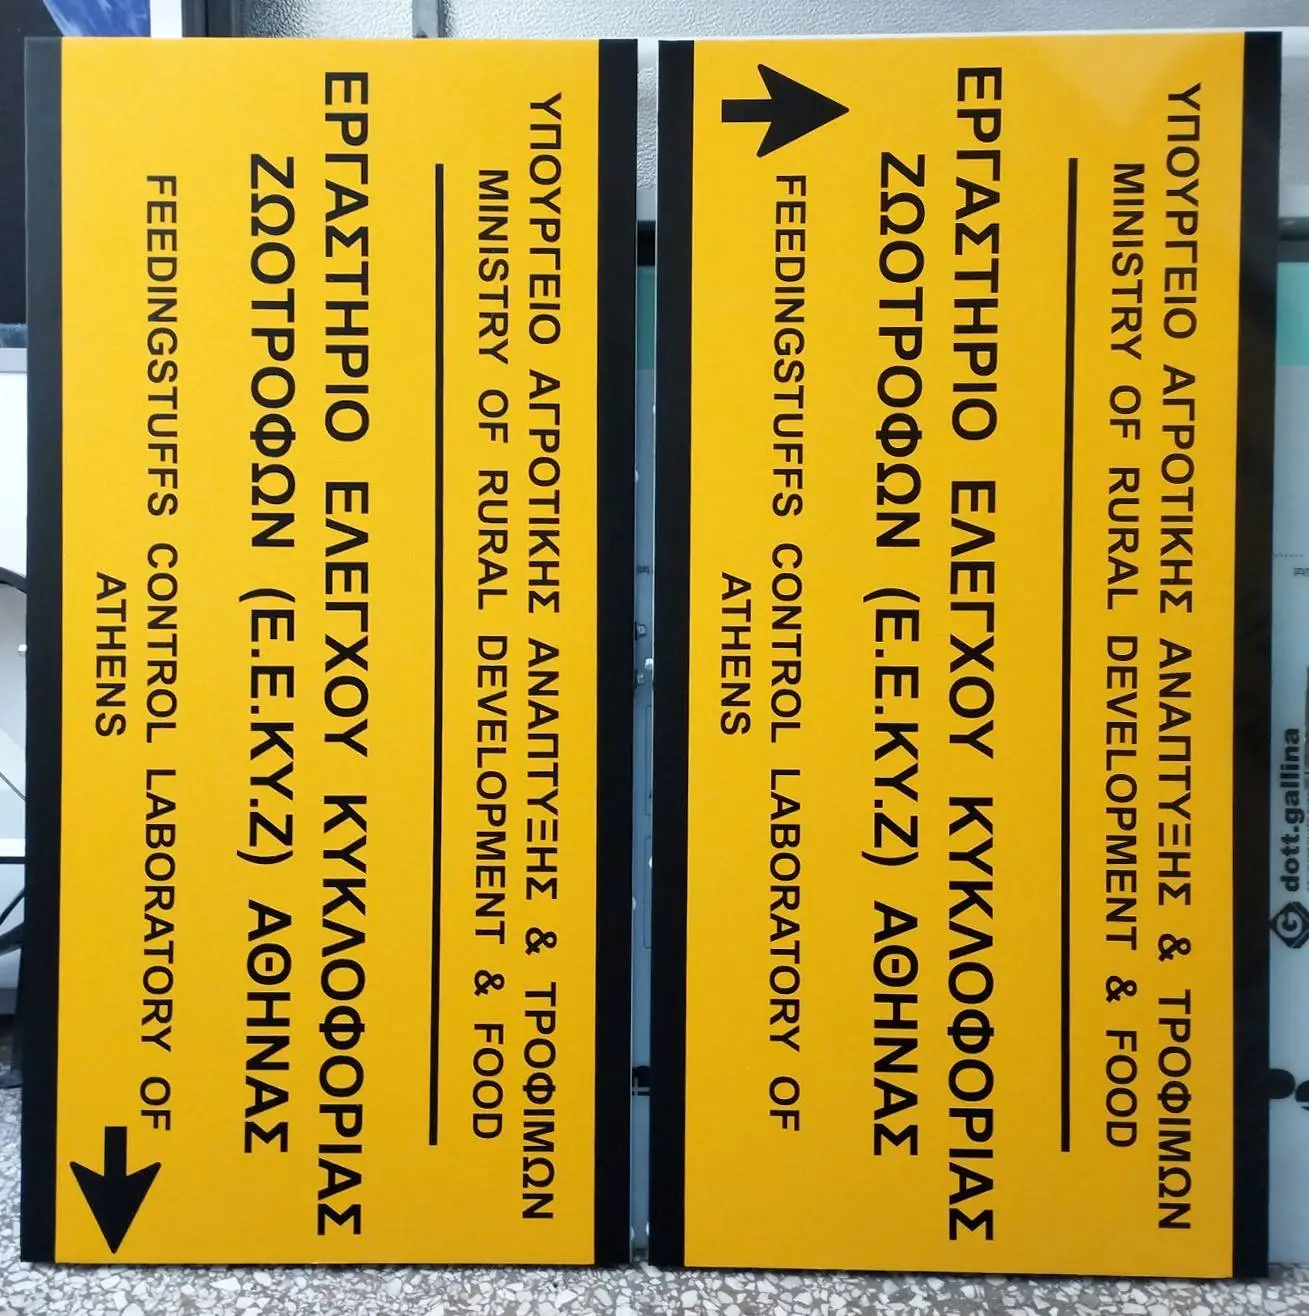 ΥΠΟΥΡΓΕΙΟ ΑΓΡΟΤΙΚΗΣ ΑΝΑΠΤΥΞΗΣ & ΤΡΟΦΙΜΩΝ
MINISTRY OF RURAL DEVELOPMENT & FOOD
ΕΡΓΑΣΤΗΡΙΟ ΕΛΕΓΧΟΥ ΚΥΚΛΟΦΟΡΙΑΣ
ΖΩΟΤΡΟΦΩΝ (Ε.Ε.ΚΥ.Ζ) ΑΘΗΝΑΣ
FEEDINGSTUFFS CONTROL LABORATORY OF
ATHENS
ΥΠΟΥΡΓΕΙΟ ΑΓΡΟΤΙΚΗΣ ΑΝΑΠΤΥΞΗΣ & ΤΡΟΦΙΜΩΝ
MINISTRY OF RURAL DEVELOPMENT & FOOD
ΕΡΓΑΣΤΗΡΙΟ ΕΛΕΓΧΟΥ ΚΥΚΛΟΦΟΡΙΑΣ
ΖΩΟΤΡΟΦΩΝ (Ε.Ε.ΚΥ.Ζ) ΑΘΗΝΑΣ
FEEDINGSTUFFS CONTROL LABORATORY OF
ATHENS
dott.gallina